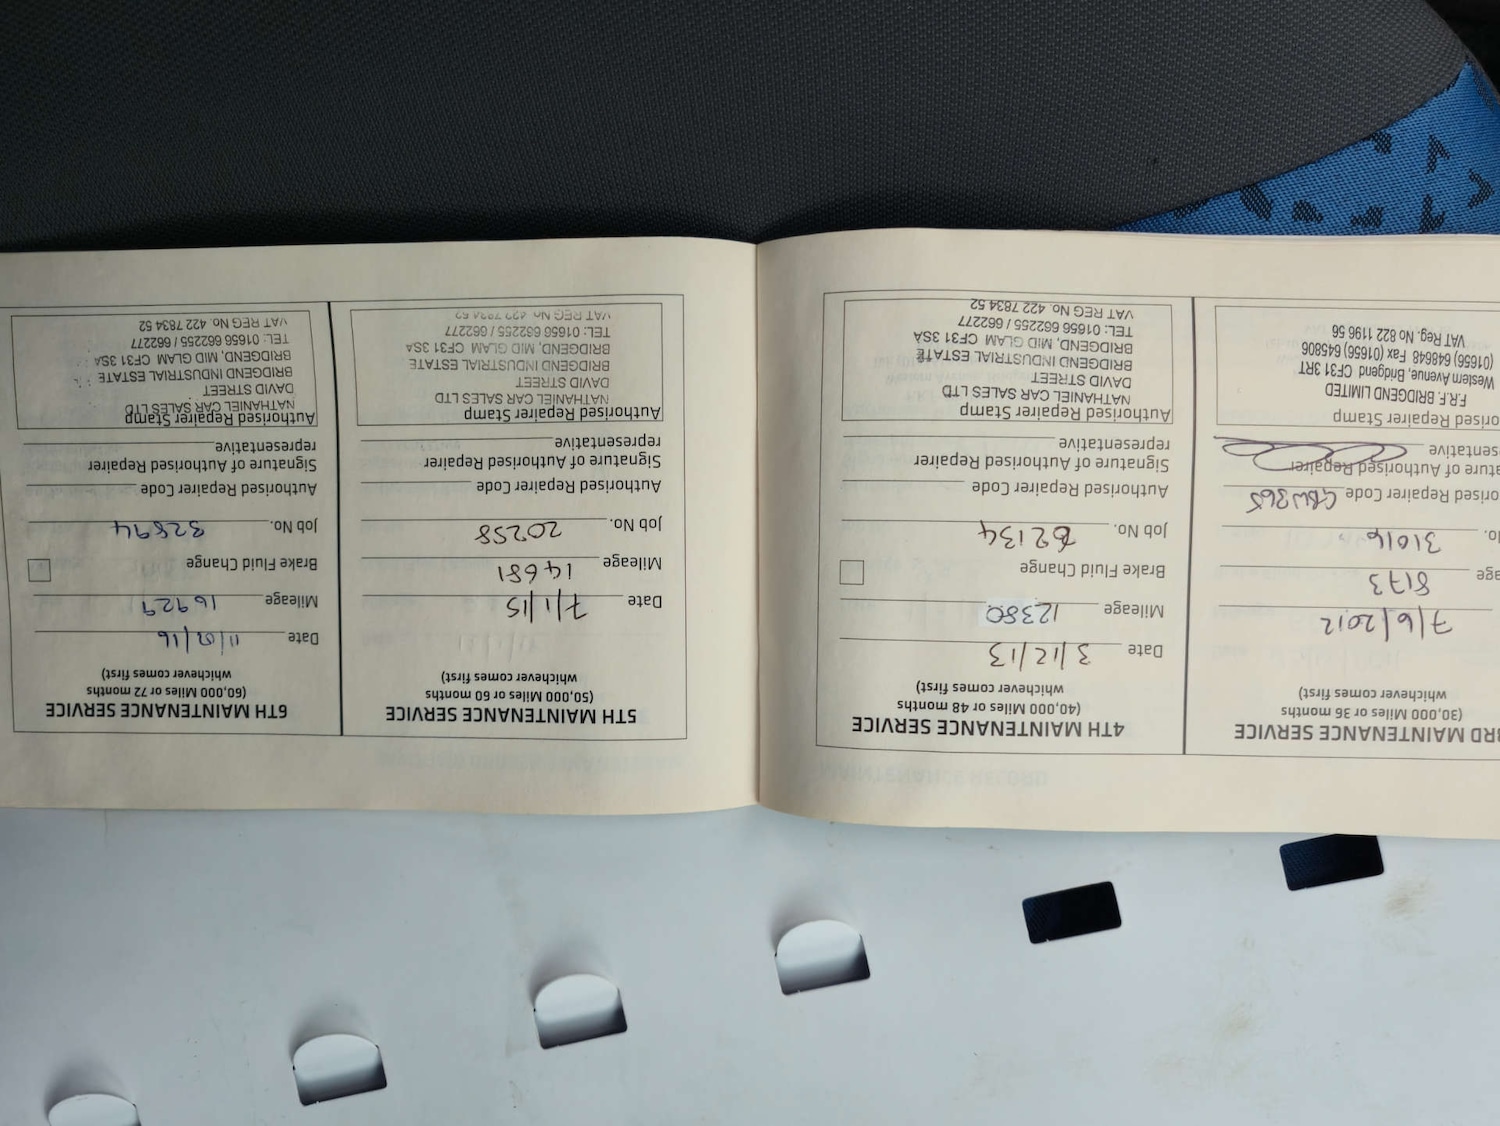 3RD MAINTENANCE SERVICE
(30,000 Miles or 36 months
whichever comes first)
7/6/2012
age 8173
o. 31016
orised Repairer Code GBW365
ature of Authorised Repairer
esentative
orised Repairer Stamp
F.R.F. BRIDGEND LIMITED
Western Avenue, Bridgend CF31 3RT
(01656) 648648 Fax (01656) 645806
VAT Reg. No 822 1196 56
4TH MAINTENANCE SERVICE
(40,000 Miles or 48 months
whichever comes first)
Date 3/12/13
Mileage 12380
Brake Fluid Change
Job No. 62134
Authorised Repairer Code
Signature of Authorised Repairer
representative
Authorised Repairer Stamp
NATHANIEL CAR SALES LTD
DAVID STREET
BRIDGEND INDUSTRIAL ESTATE
BRIDGEND, MID GLAM CF31 3SA
TEL: 01656 662255 / 662277
VAT REG No. 422 7834 52
5TH MAINTENANCE SERVICE
(50,000 Miles or 60 months
whichever comes first)
Date 7/1/15
Mileage 14681
Job No. 20258
Authorised Repairer Code
Signature of Authorised Repairer
representative
Authorised Repairer Stamp
NATHANIEL CAR SALES LTD
DAVID STREET
BRIDGEND INDUSTRIAL ESTATE
BRIDGEND, MID GLAM CF31 3SA
TEL: 01656 662255 / 662277
VAT REG No. 422 7834 52
6TH MAINTENANCE SERVICE
(60,000 Miles or 72 months
whichever comes first)
Date 11/02/16
Mileage 16929
Brake Fluid Change
Job No. 32894
Authorised Repairer Code
Signature of Authorised Repairer
representative
Authorised Repairer Stamp
NATHANIEL CAR SALES LTD
DAVID STREET
BRIDGEND INDUSTRIAL ESTATE
BRIDGEND, MID GLAM CF31 3SA
TEL: 01656 662255 / 662277
VAT REG No. 422 7834 52